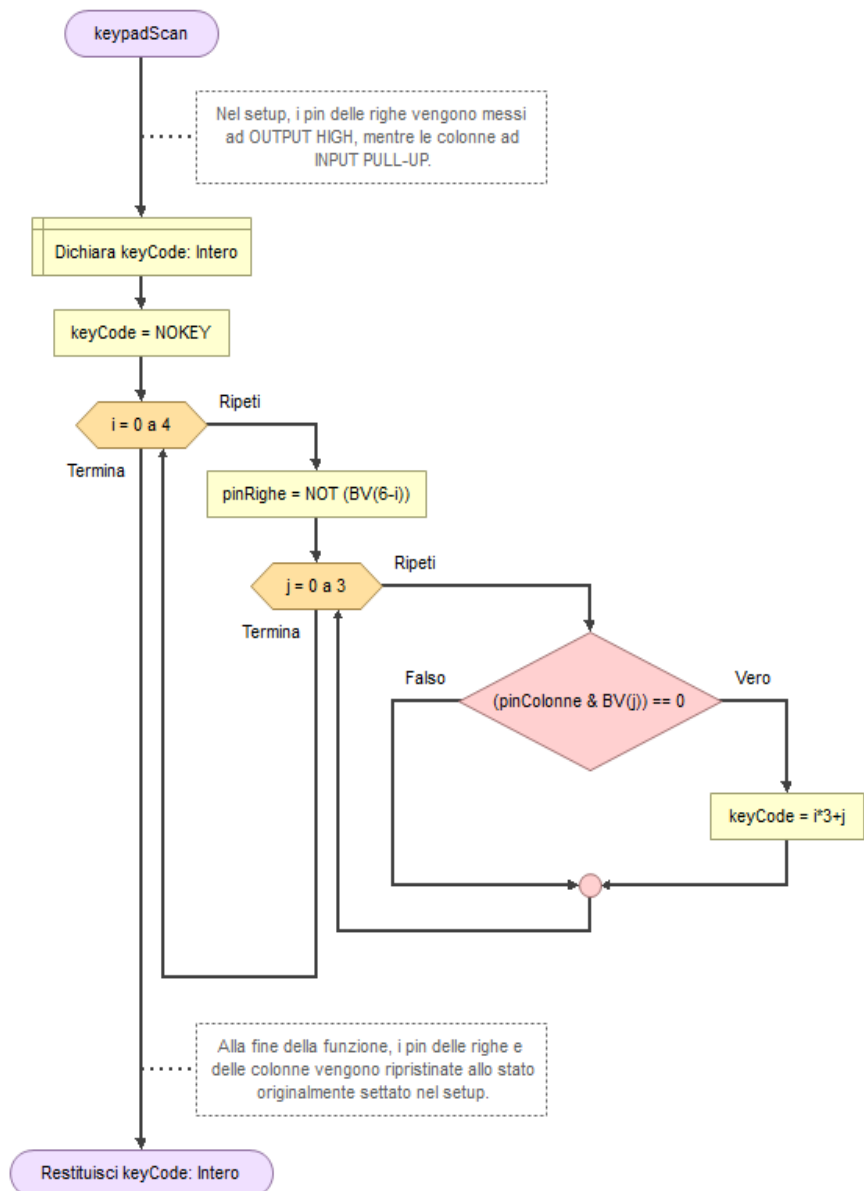 keypadScan
Nel setup, i pin delle righe vengono messi
ad OUTPUT HIGH, mentre le colonne ad
INPUT PULL-UP.
Dichiara keyCode: Intero
keyCode = NOKEY
i = 0 a 4
Ripeti
Termina
pinRighe = NOT (BV(6-i))
j = 0 a 3
Ripeti
Termina
Falso
(pinColonne & BV(j)) == 0
Vero
keyCode = i*3+j
Alla fine della funzione, i pin delle righe e
delle colonne vengono ripristinate allo stato
originalmente settato nel setup.
Restituisci keyCode: Intero